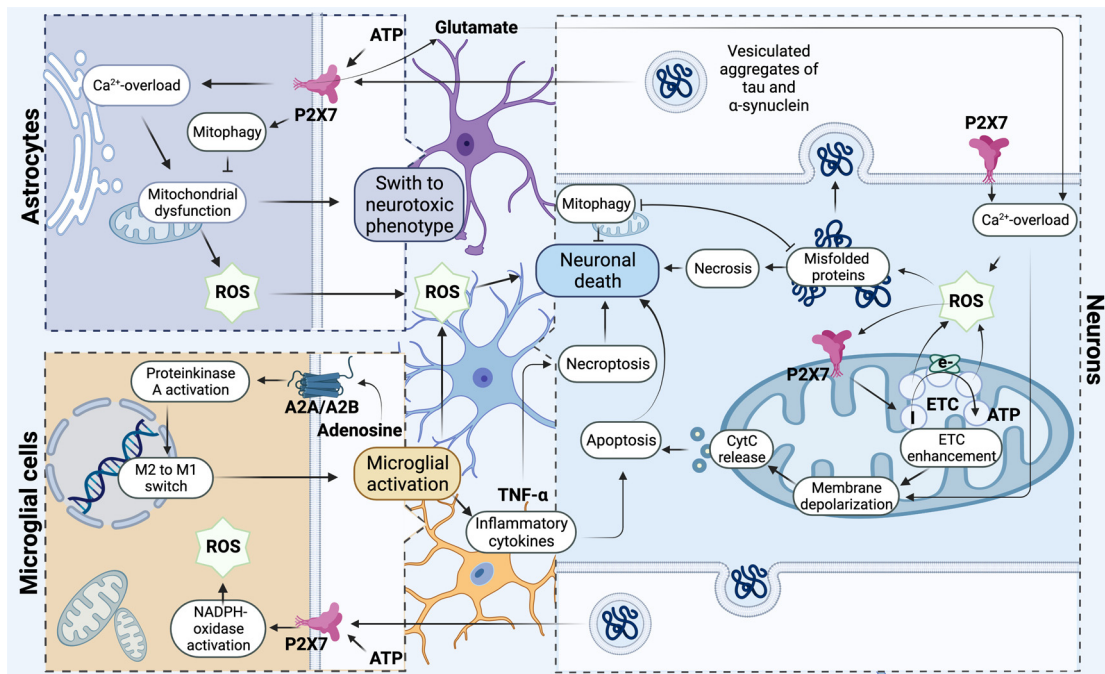 Astrocytes
ATP
Glutamate
Ca²⁺-overload
P2X7
Mitophagy
Mitochondrial
dysfunction
Swith to
neurotoxic
phenotype
ROS
ROS
Vesiculated
aggregates of
tau and
α-synuclein
P2X7
Ca²⁺-overload
Mitophagy
Neuronal
death
Necrosis
Misfolded
proteins
ROS
Neurons
P2X7
e-
ETC
I
ATP
ETC
enhancement
Necroptosis
Apoptosis
CytC
release
Membrane
depolarization
Microglial cells
Proteinkinase
A activation
A2A/A2B
Adenosine
M2 to M1
switch
Microglial
activation
TNF-α
Inflammatory
cytokines
ROS
NADPH-
oxidase
activation
P2X7
ATP